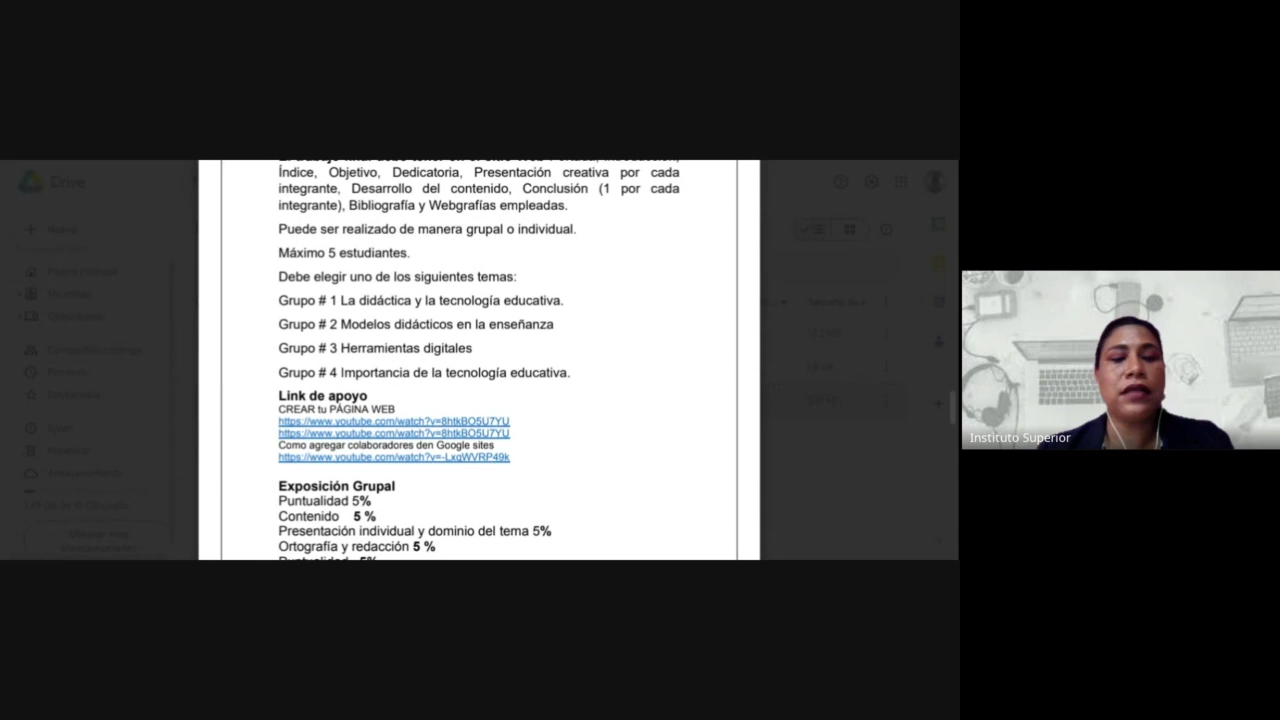 Índice, Objetivo, Dedicatoria, Presentación creativa por cada
integrante, Desarrollo del contenido, Conclusión (1 por cada
integrante), Bibliografía y Webgrafías empleadas.
Puede ser realizado de manera grupal o individual.
Máximo 5 estudiantes.
Debe elegir uno de los siguientes temas:
Grupo # 1 La didáctica y la tecnología educativa.
Grupo # 2 Modelos didácticos en la enseñanza
Grupo # 3 Herramientas digitales
Grupo # 4 Importancia de la tecnología educativa.
Link de apoyo
CREAR tu PÁGINA WEB
https://www.youtube.com/watch?v=8htkBO5U7YU
https://www.youtube.com/watch?v=8htkBO5U7YU
Como agregar colaboradores den Google sites
https://www.youtube.com/watch?v=-LxqWVRP49k
Exposición Grupal
Puntualidad 5%
Contenido 5 %
Presentación individual y dominio del tema 5%
Ortografía y redacción 5 %
Drive
Instituto Superior